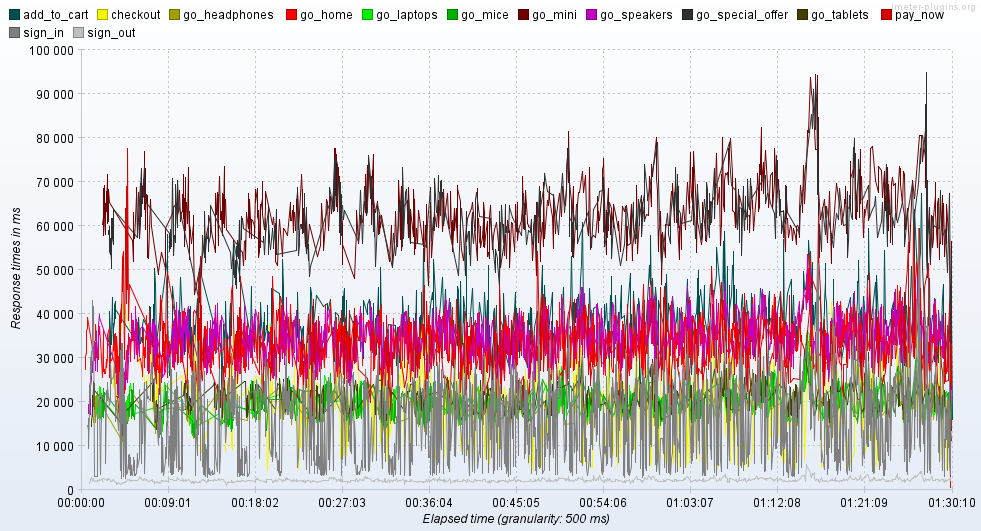 jmeter-plugins.org
add_to_cart checkout go_headphones go_home go_laptops go_mice go_mini go_speakers go_special_offer go_tablets pay_now
sign_in sign_out
100 000
90 000
80 000
70 000
60 000
50 000
40 000
30 000
20 000
10 000
0
Response times in ms
00:00:00 00:09:01 00:18:02 00:27:03 00:36:04 00:45:05 00:54:06 01:03:07 01:12:08 01:21:09 01:30:10
Elapsed time (granularity: 500 ms)